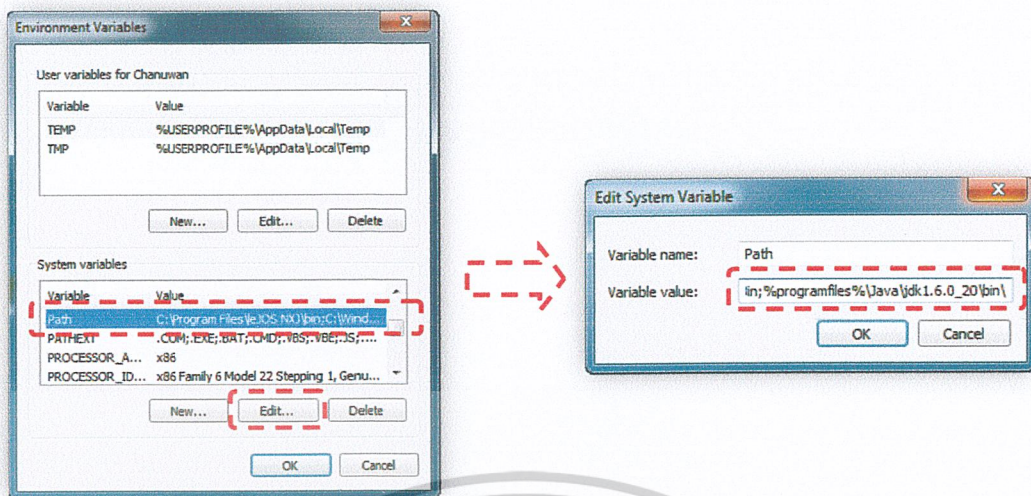 Environment Variables
User variables for Chanuwan
Variable Value
TEMP %USERPROFILE%\AppData\Local\Temp
TMP %USERPROFILE%\AppData\Local\Temp
New... Edit... Delete
System variables
Variable Value
Path C:\Program Files\leJOS NXJ\bin;C:\Wind...
PATHEXT .COM;.EXE;.BAT;.CMD;.VBS;.VBE;.JS;....
PROCESSOR_A... x86
PROCESSOR_ID... x86 Family 6 Model 22 Stepping 1, Genu...
New... Edit... Delete
OK Cancel
Edit System Variable
Variable name: Path
Variable value: in;%programfiles%\Java\jdk1.6.0_20\bin\
OK Cancel